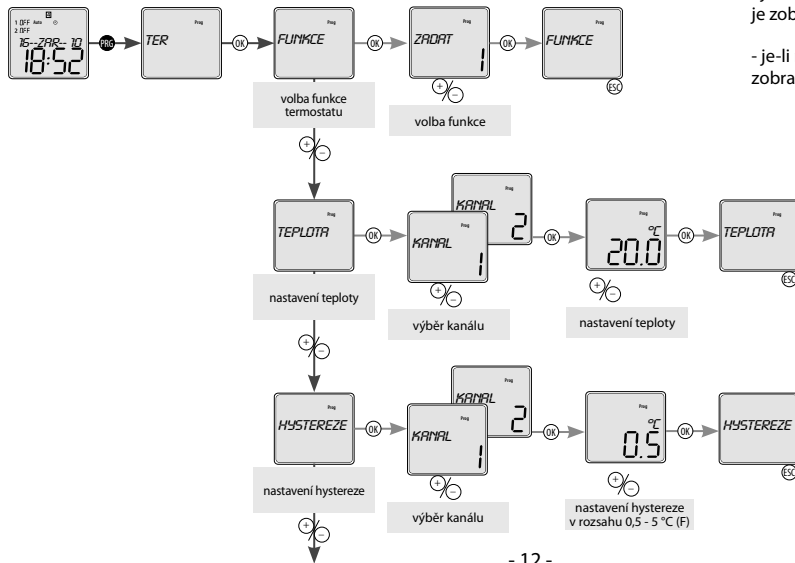 1 OFF Auto
2 OFF
16--ZAR-- 10
18:52
PRG
Prog
TER
OK
Prog
FUNKCE
OK
Prog
ZADAT
1
OK
Prog
FUNKCE
ESC
volba funkce
termostatu
+/−
volba funkce
+/−
je zob
- je-li
zobra
Prog
TEPLOTA
OK
Prog
KANAL
2
Prog
KANAL
1
OK
Prog
°C
20.0
OK
Prog
TEPLOTA
ESC
nastavení teploty
+/−
výběr kanálu
+/−
nastavení teploty
+/−
Prog
HYSTEREZE
OK
Prog
KANAL
2
Prog
KANAL
1
OK
Prog
°C
0.5
OK
Prog
HYSTEREZE
ESC
nastavení hystereze
+/−
výběr kanálu
+/−
nastavení hystereze
v rozsahu 0,5 - 5 °C (F)
+/−
- 12 -